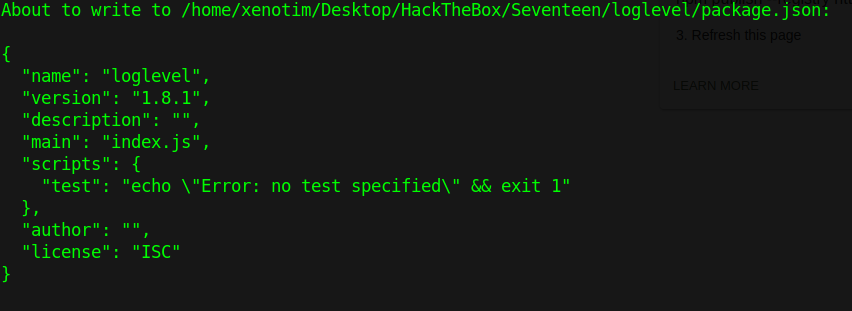 About to write to /home/xenotim/Desktop/HackTheBox/Seventeen/loglevel/package.json:
3. Refresh this page
{
  "name": "loglevel",
  "version": "1.8.1",
LEARN MORE
  "description": "",
  "main": "index.js",
  "scripts": {
    "test": "echo \"Error: no test specified\" && exit 1"
  },
  "author": "",
  "license": "ISC"
}